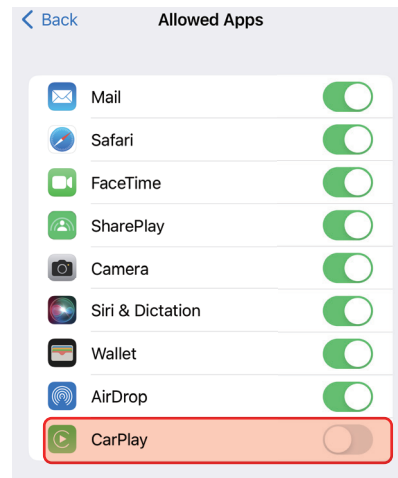 Back Allowed Apps
Mail
Safari
FaceTime
SharePlay
Camera
Siri & Dictation
Wallet
AirDrop
CarPlay